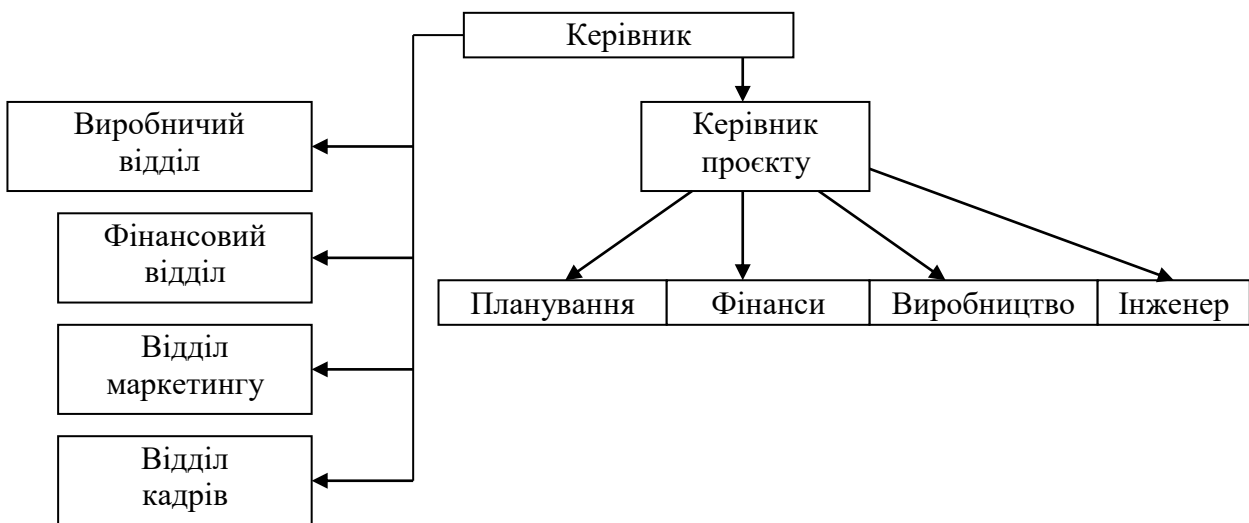 Керівник
Виробничий
відділ
Керівник
проєкту
Фінансовий
відділ
Планування
Фінанси
Виробництво
Інженер
Відділ
маркетингу
Відділ
кадрів